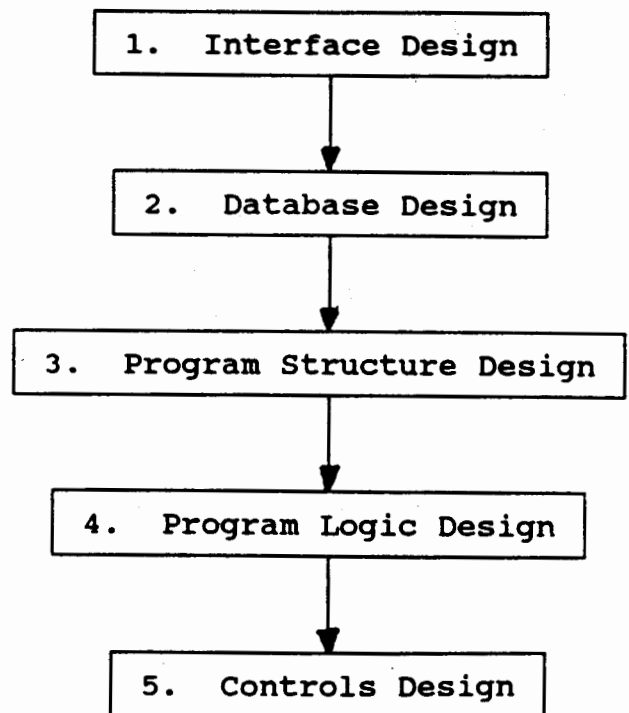 1. Interface Design
2. Database Design
3. Program Structure Design
4. Program Logic Design
5. Controls Design